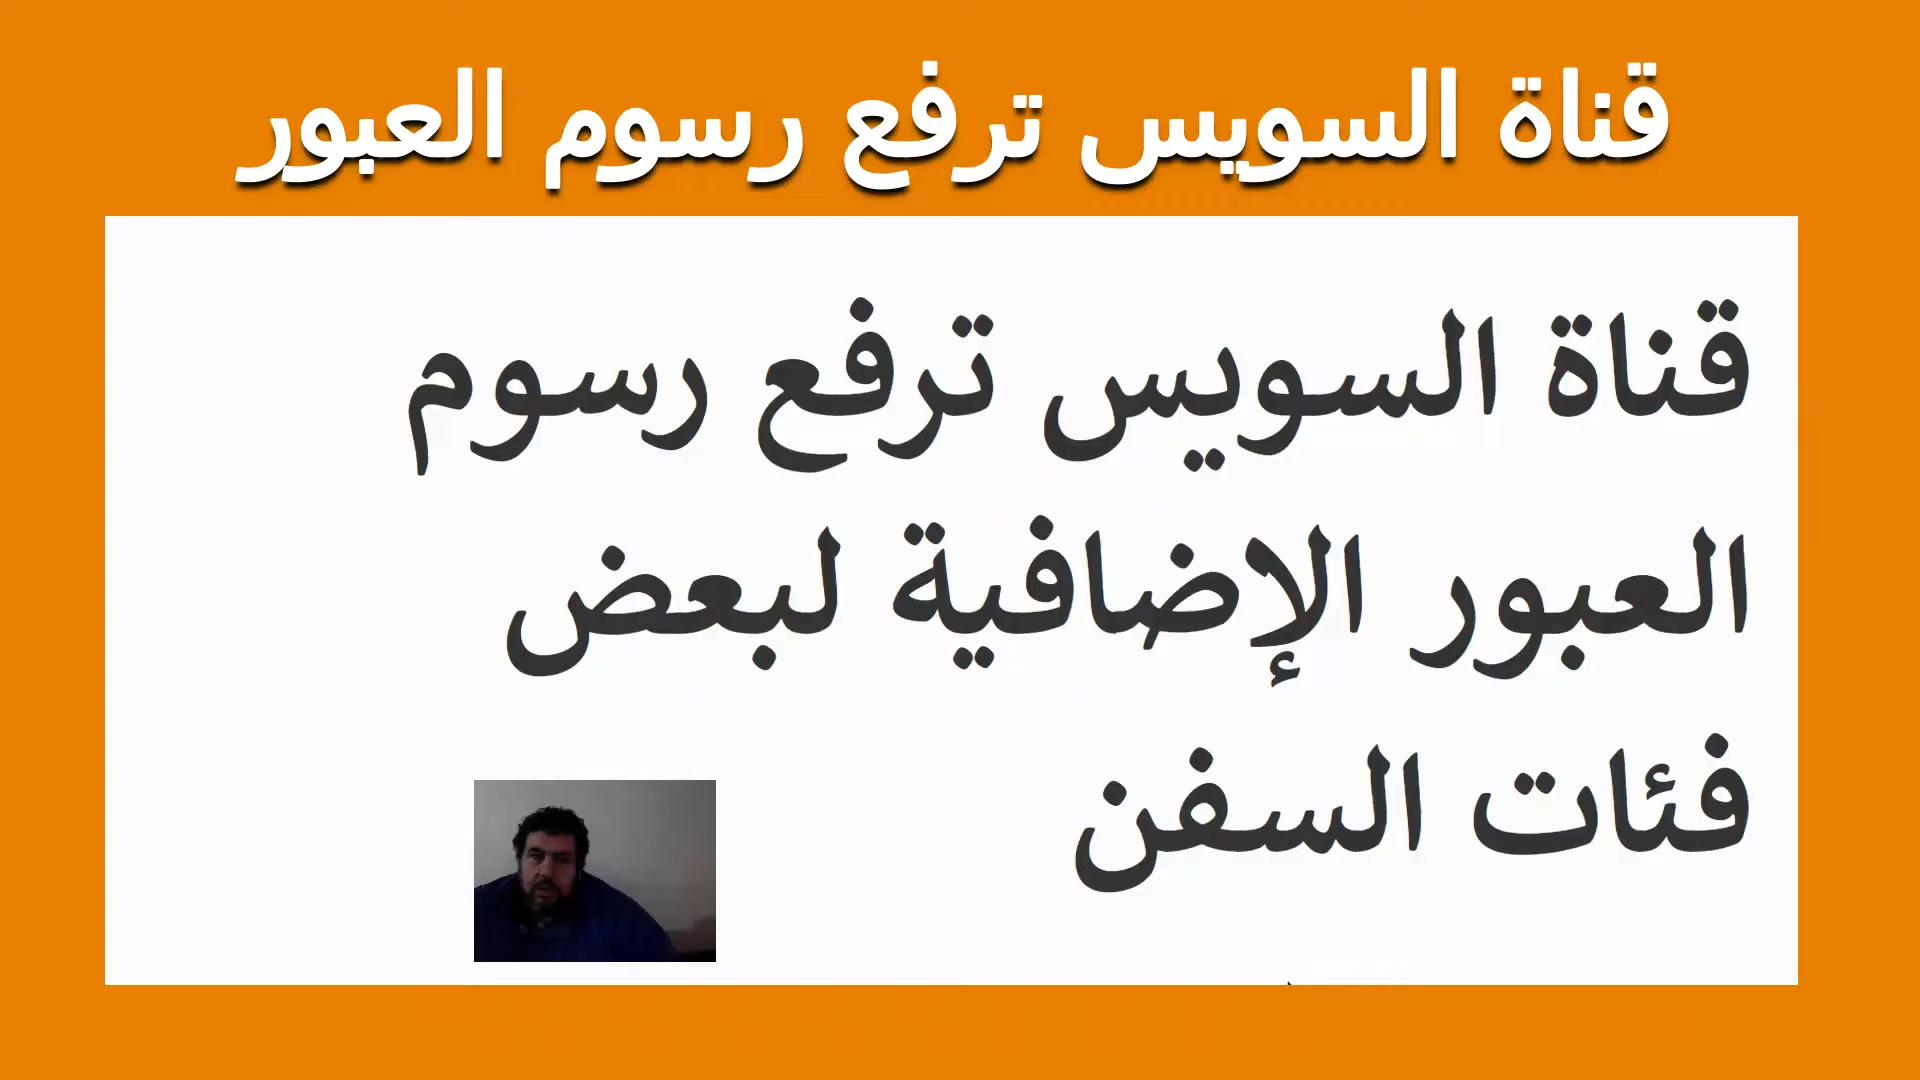 قناة السويس ترفع رسوم العبور
قناة السويس ترفع رسوم
العبور الإضافية لبعض
فئات السفن